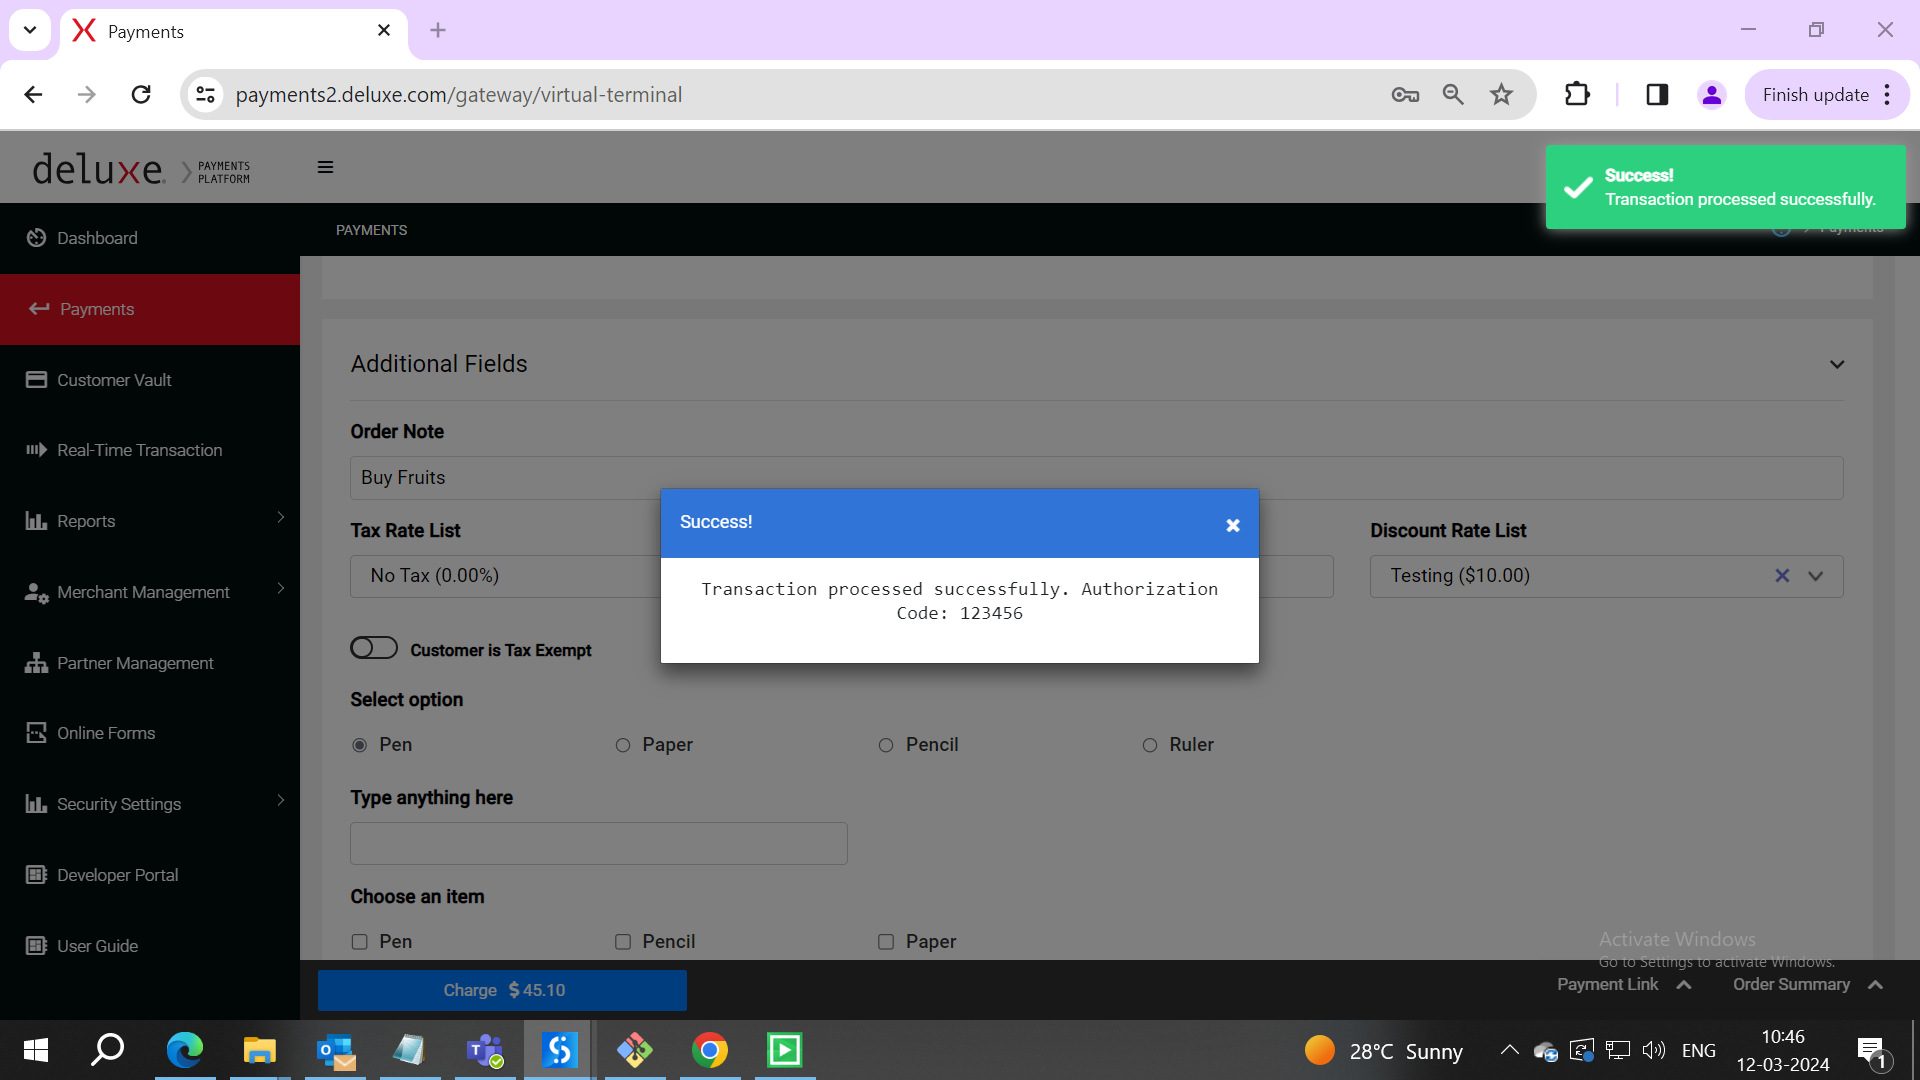 Payments
payments2.deluxe.com/gateway/virtual-terminal
Finish update
deluxe. PAYMENTS
PLATFORM
Success!
Transaction processed successfully.
Dashboard
Payments
Customer Vault
Real-Time Transaction
Reports
Merchant Management
Partner Management
Online Forms
Security Settings
Developer Portal
User Guide
PAYMENTS
Payments
Additional Fields
Order Note
Buy Fruits
Tax Rate List
Discount Rate List
No Tax (0.00%)
Testing ($10.00)
Success!
Transaction processed successfully. Authorization
Code: 123456
Customer is Tax Exempt
Select option
Pen Paper Pencil Ruler
Type anything here
Choose an item
Pen Pencil Paper
Activate Windows
Go to Settings to activate Windows.
Charge $45.10
Payment Link Order Summary
28°C Sunny
ENG
10:46
12-03-2024
1